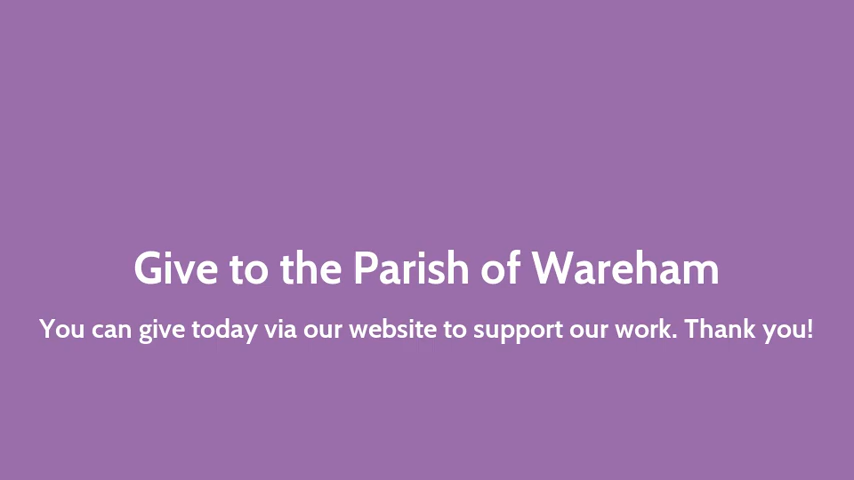 Give to the Parish of Wareham
You can give today via our website to support our work. Thank you!